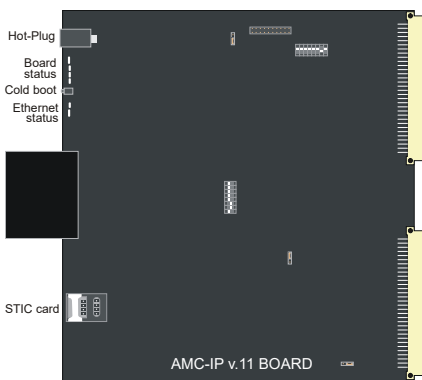 Hot-Plug
Board
status
Cold boot
Ethernet
status
STIC card
AMC-IP v.11 BOARD